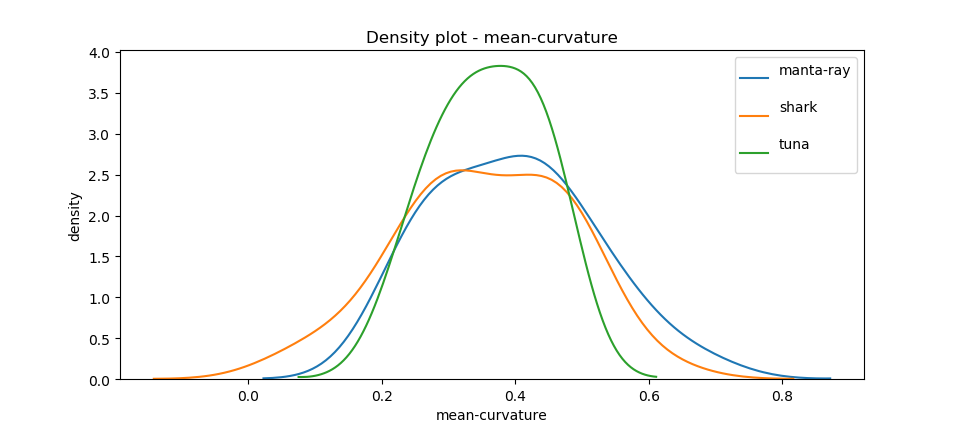 Density plot - mean-curvature
manta-ray
shark
tuna
density
4.0
3.5
3.0
2.5
2.0
1.5
1.0
0.5
0.0
0.0 0.2 0.4 0.6 0.8
mean-curvature